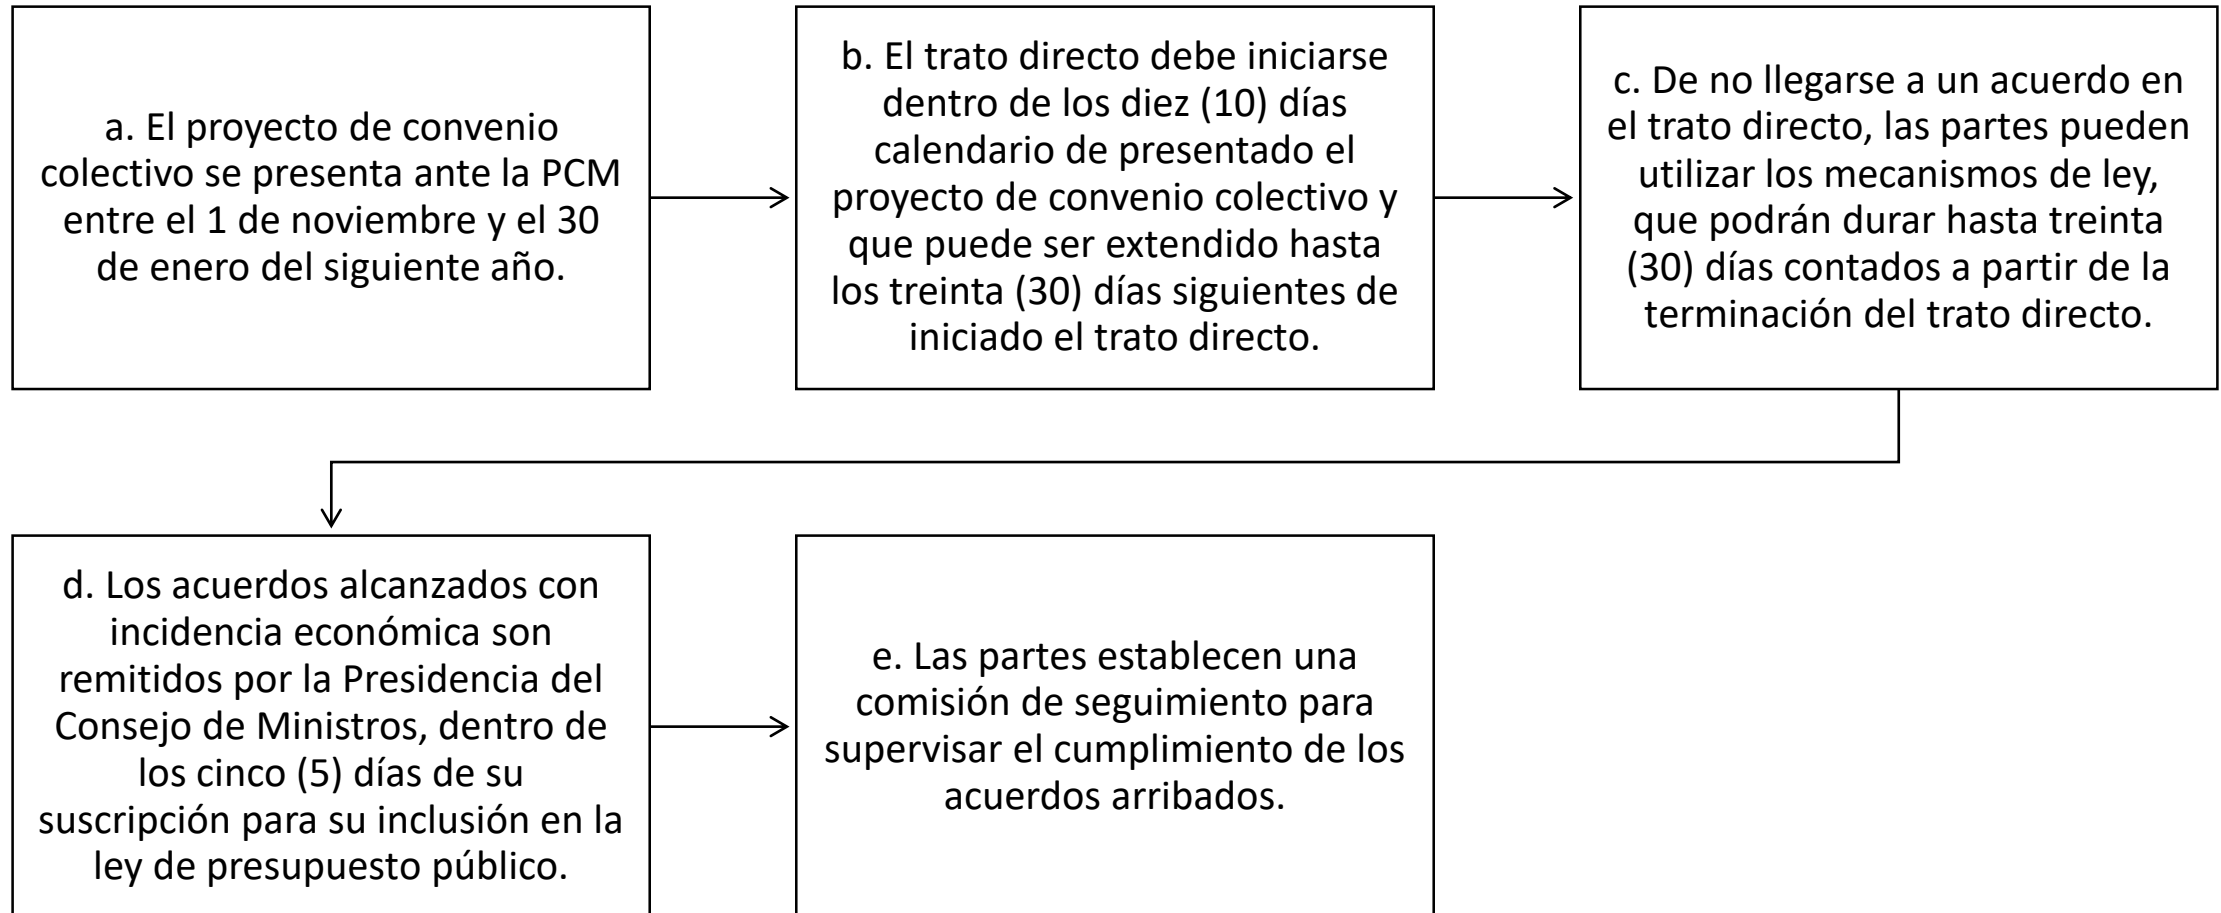 a. El proyecto de convenio
colectivo se presenta ante la PCM
entre el 1 de noviembre y el 30
de enero del siguiente año.
b. El trato directo debe iniciarse
dentro de los diez (10) días
calendario de presentado el
proyecto de convenio colectivo y
que puede ser extendido hasta
los treinta (30) días siguientes de
iniciado el trato directo.
c. De no llegarse a un acuerdo en
el trato directo, las partes pueden
utilizar los mecanismos de ley,
que podrán durar hasta treinta
(30) días contados a partir de la
terminación del trato directo.
d. Los acuerdos alcanzados con
incidencia económica son
remitidos por la Presidencia del
Consejo de Ministros, dentro de
los cinco (5) días de su
suscripción para su inclusión en la
ley de presupuesto público.
e. Las partes establecen una
comisión de seguimiento para
supervisar el cumplimiento de los
acuerdos arribados.